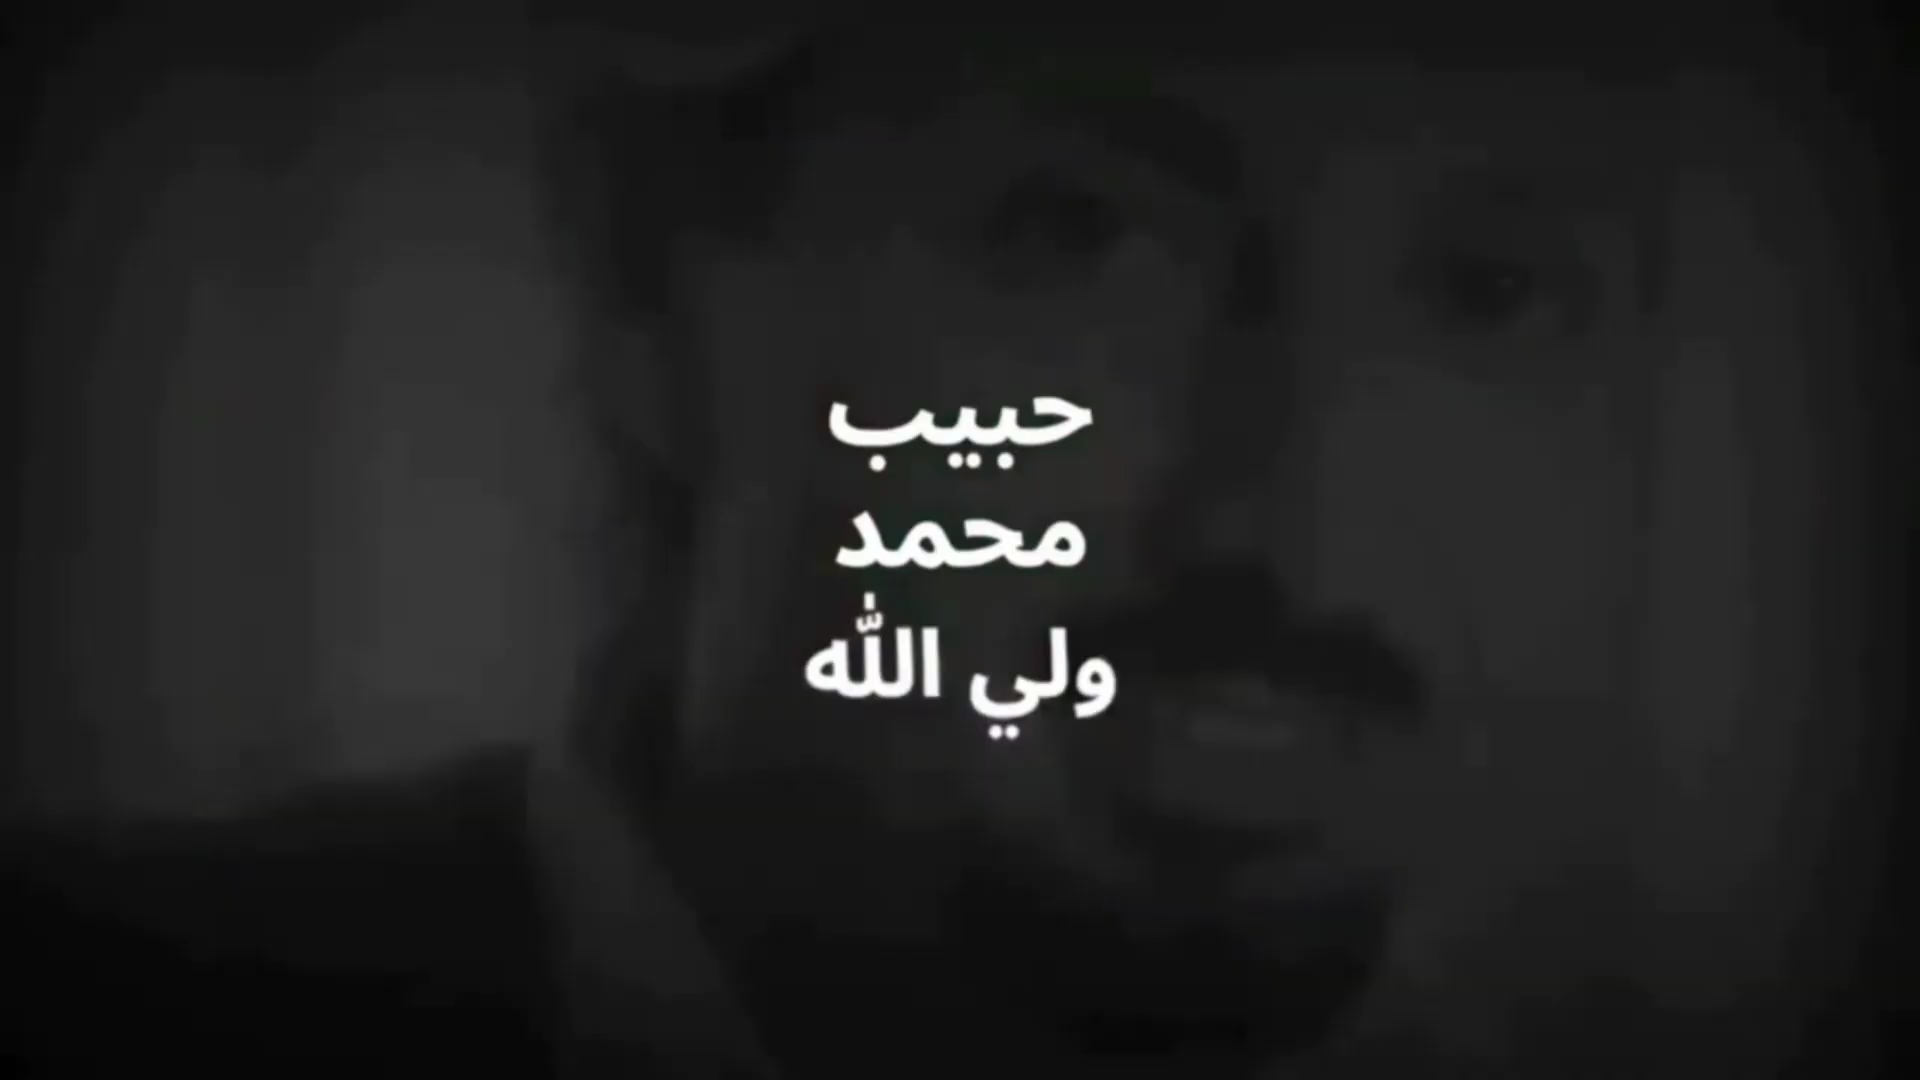 حبيب
محمد
ولي الله